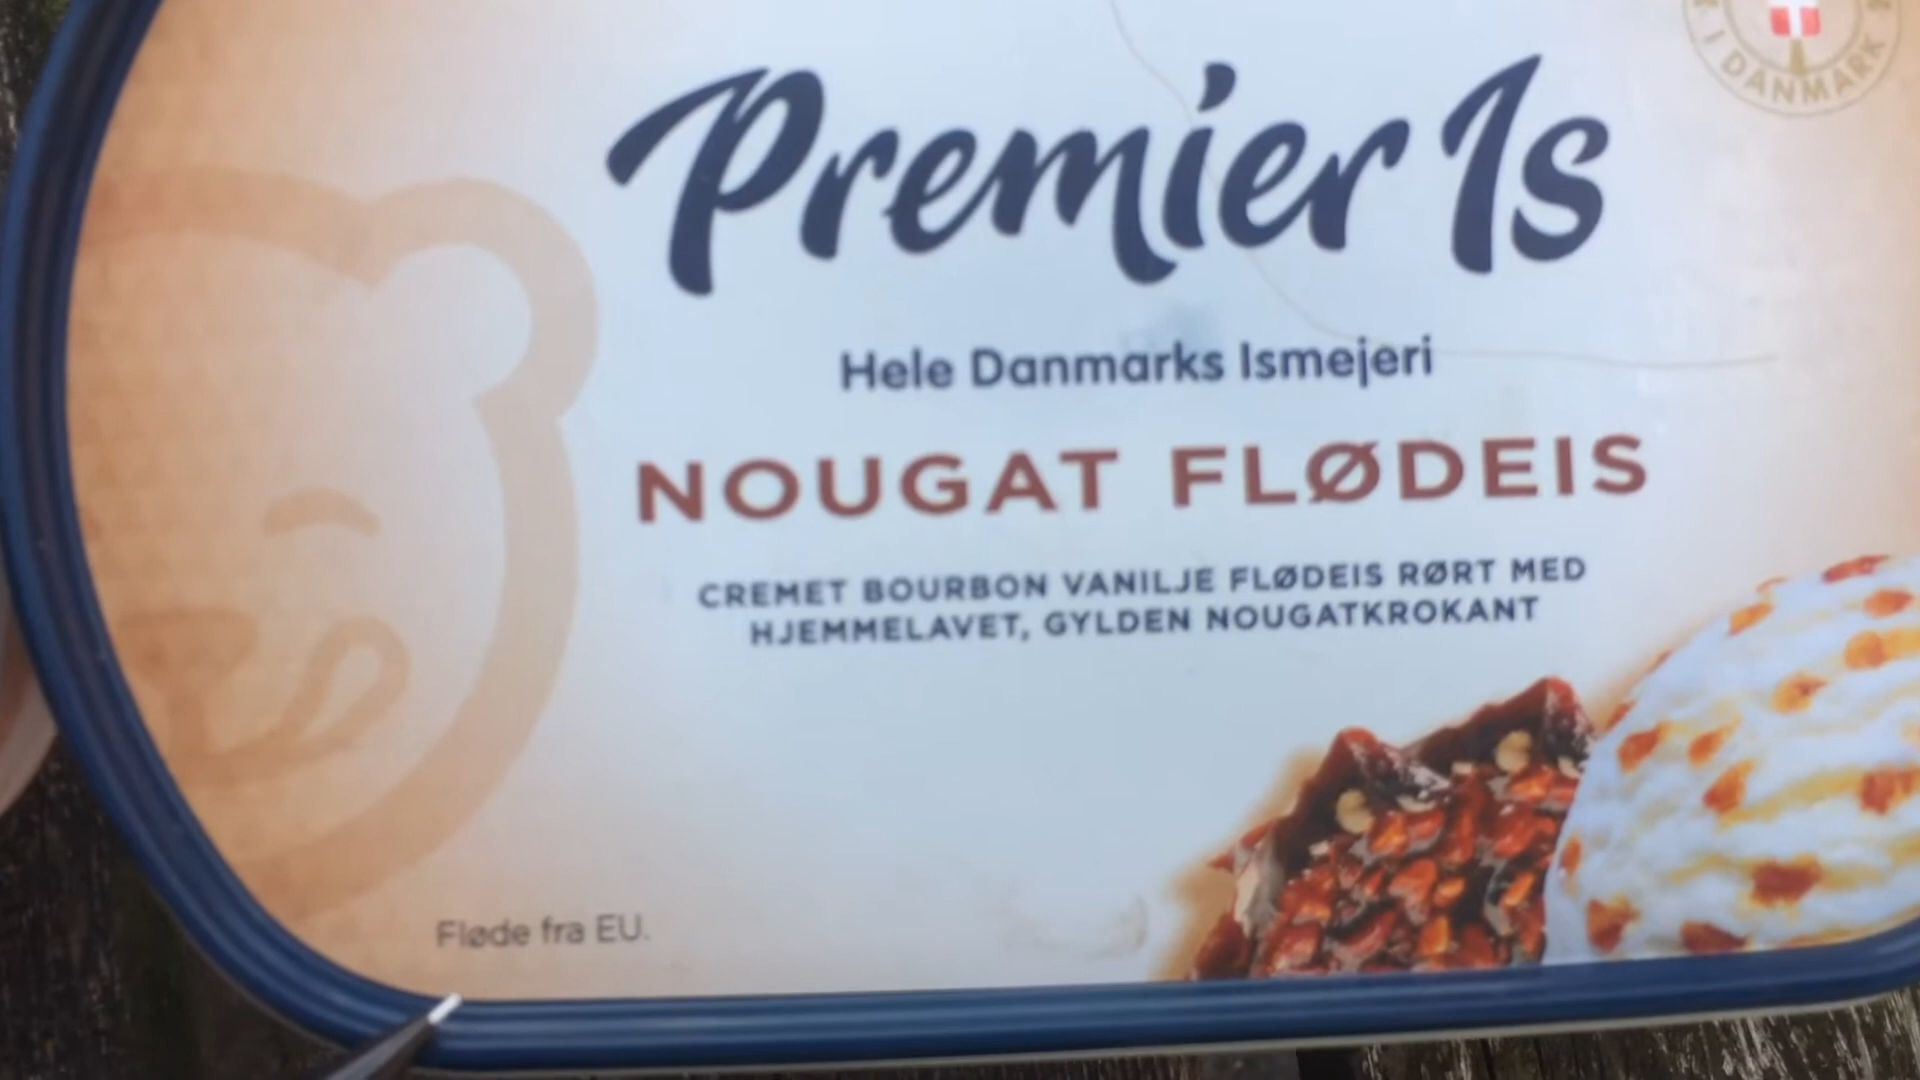 I DANMARK
Premier Is
Hele Danmarks Ismejeri
NOUGAT FLØDEIS
CREMET BOURBON VANILJE FLØDEIS RØRT MED
HJEMMELAVET, GYLDEN NOUGATKROKANT
Fløde fra EU.